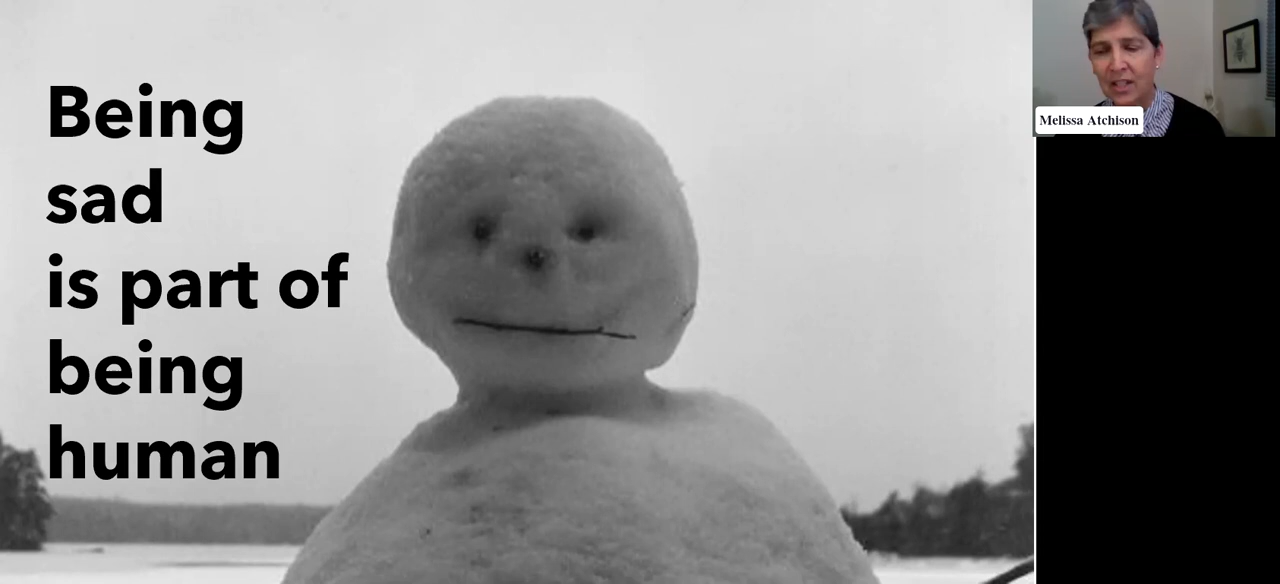 Being
sad
is part of
being
human
Melissa Atchison